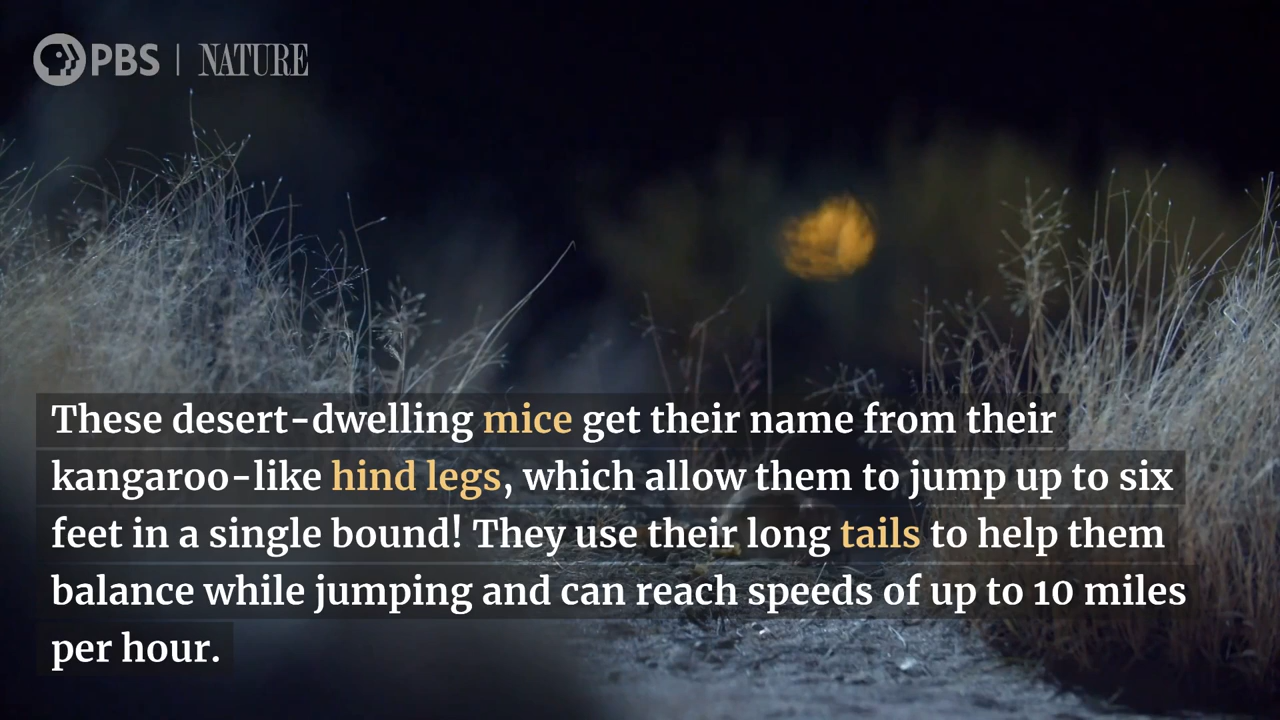 PBS | NATURE
These desert-dwelling mice get their name from their
kangaroo-like hind legs, which allow them to jump up to six
feet in a single bound! They use their long tails to help them
balance while jumping and can reach speeds of up to 10 miles
per hour.